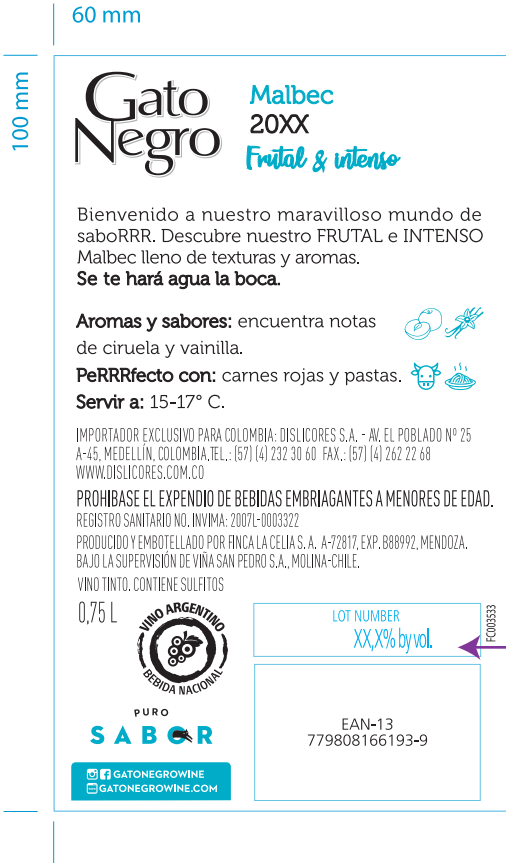 60 mm
100 mm
Gato
Negro
Malbec
20XX
Frutal & intenso
Bienvenido a nuestro maravilloso mundo de
saboRRR. Descubre nuestro FRUTAL e INTENSO
Malbec lleno de texturas y aromas.
Se te hará agua la boca.
Aromas y sabores: encuentra notas
de ciruela y vainilla.
PeRRRfecto con: carnes rojas y pastas.
Servir a: 15-17° C.
IMPORTADOR EXCLUSIVO PARA COLOMBIA: DISLICORES S.A. - AV. EL POBLADO Nº 25
A-45, MEDELLÍN, COLOMBIA.TEL.: (57) (4) 232 30 60 FAX.: (57) (4) 262 22 68
WWW.DISLICORES.COM.CO
PROHIBASE EL EXPENDIO DE BEBIDAS EMBRIAGANTES A MENORES DE EDAD.
REGISTRO SANITARIO NO. INVIMA: 2007L-0003322
PRODUCIDO Y EMBOTELLADO POR FINCA LA CELIA S. A. A-72817, EXP. B88992, MENDOZA.
BAJO LA SUPERVISIÓN DE VIÑA SAN PEDRO S.A., MOLINA-CHILE.
VINO TINTO. CONTIENE SULFITOS
0,75 L
VINO ARGENTINO
BEBIDA NACIONAL
LOT NUMBER
XX,X% by vol.
FC003533
PURO
SABOR
EAN-13
779808166193-9
GATONEGROWINE
GATONEGROWINE.COM